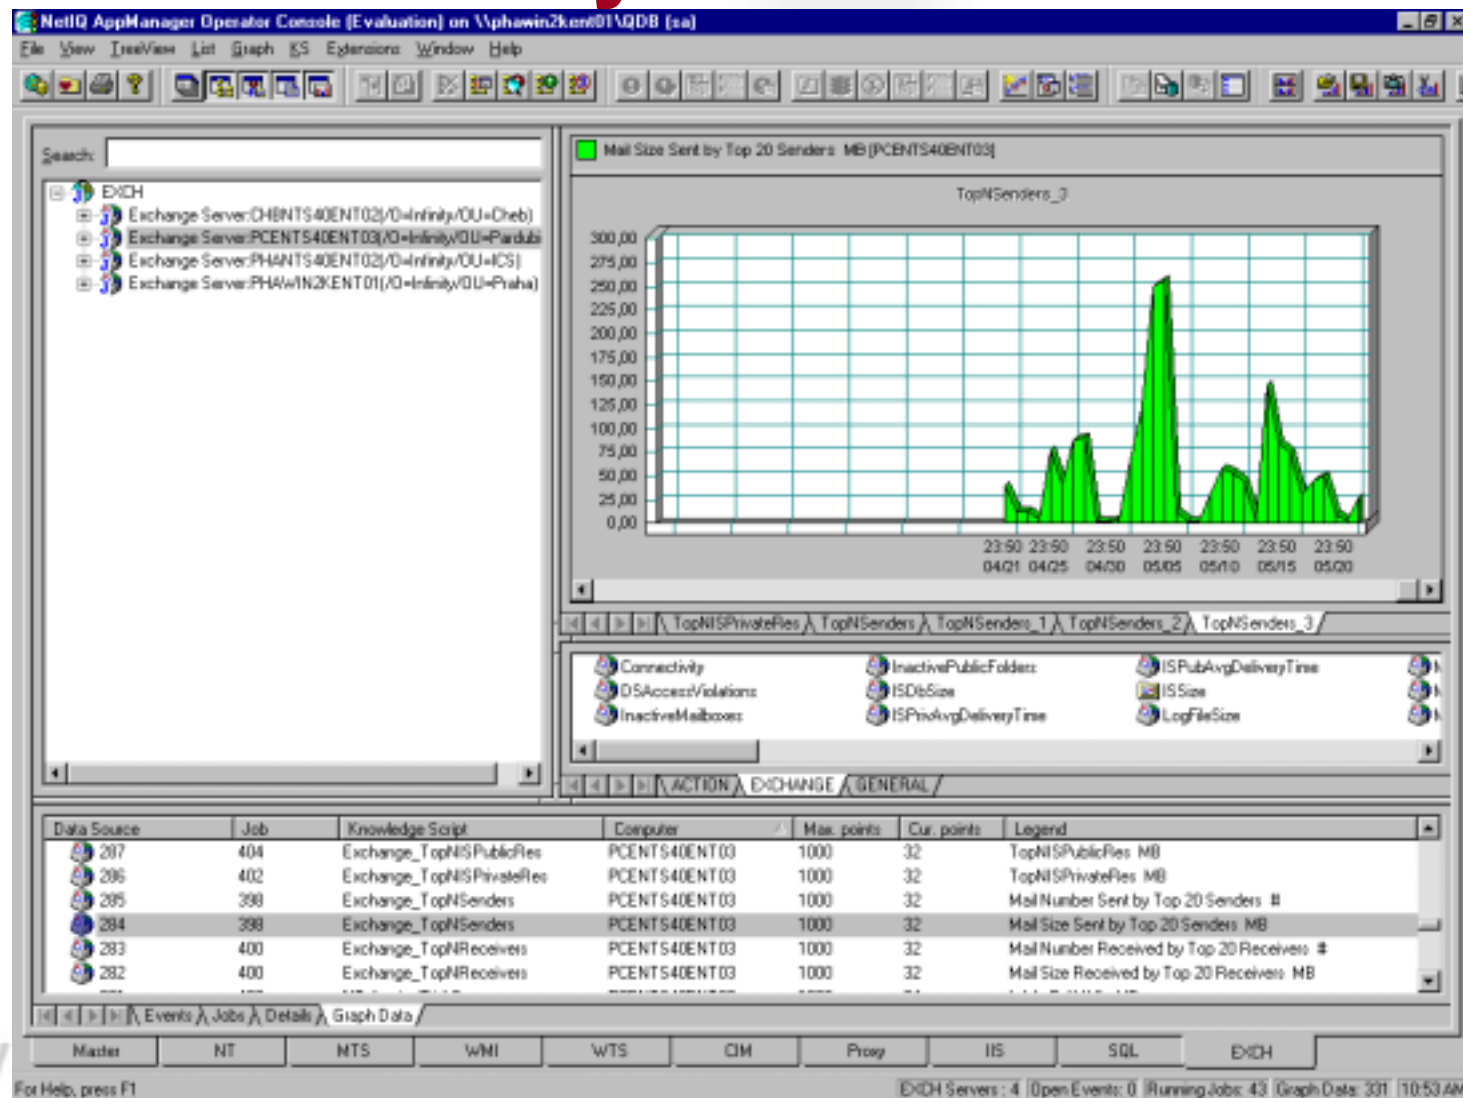 NetIQ AppManager Operator Console (Evaluation) on \\phawin2kent01\QDB (sa)
File View TreeView List Graph KS Extensions Window Help
Search:
EXCH
Exchange Server:CHBNTS40ENT02(/O=Infinity/OU=Cheb)
Exchange Server:PCENTS40ENT03(/O=Infinity/OU=Pardubi
Exchange Server:PHANTS40ENT02(/O=Infinity/OU=ICS)
Exchange Server:PHAWIN2KENT01(/O=Infinity/OU=Praha)
Mail Size Sent by Top 20 Senders MB [PCENTS40ENT03]
TopNSenders_3
300,00
275,00
250,00
225,00
200,00
175,00
150,00
125,00
100,00
75,00
50,00
25,00
0,00
23:50 23:50 23:50 23:50 23:50 23:50 23:50
04/21 04/25 04/30 05/05 05/10 05/15 05/20
TopNISPrivateRes TopNSenders TopNSenders_1 TopNSenders_2 TopNSenders_3
Connectivity InactivePublicFolders ISPubAvgDeliveryTime
DSAccessViolations ISDbSize ISSize
InactiveMailboxes ISPrivAvgDeliveryTime LogFileSize
ACTION EXCHANGE GENERAL
Data Source Job Knowledge Script Computer Max. points Cur. points Legend
287 404 Exchange_TopNISPublicRes PCENTS40ENT03 1000 32 TopNISPublicRes MB
286 402 Exchange_TopNISPrivateRes PCENTS40ENT03 1000 32 TopNISPrivateRes MB
285 398 Exchange_TopNSenders PCENTS40ENT03 1000 32 Mail Number Sent by Top 20 Senders #
284 398 Exchange_TopNSenders PCENTS40ENT03 1000 32 Mail Size Sent by Top 20 Senders MB
283 400 Exchange_TopNReceivers PCENTS40ENT03 1000 32 Mail Number Received by Top 20 Receivers #
282 400 Exchange_TopNReceivers PCENTS40ENT03 1000 32 Mail Size Received by Top 20 Receivers MB
Events Jobs Details Graph Data
Master NT MTS WMI WTS CIM Proxy IIS SQL EXCH
For Help, press F1
EXCH Servers : 4 Open Events: 0 Running Jobs: 43 Graph Data: 331 10:53 AM